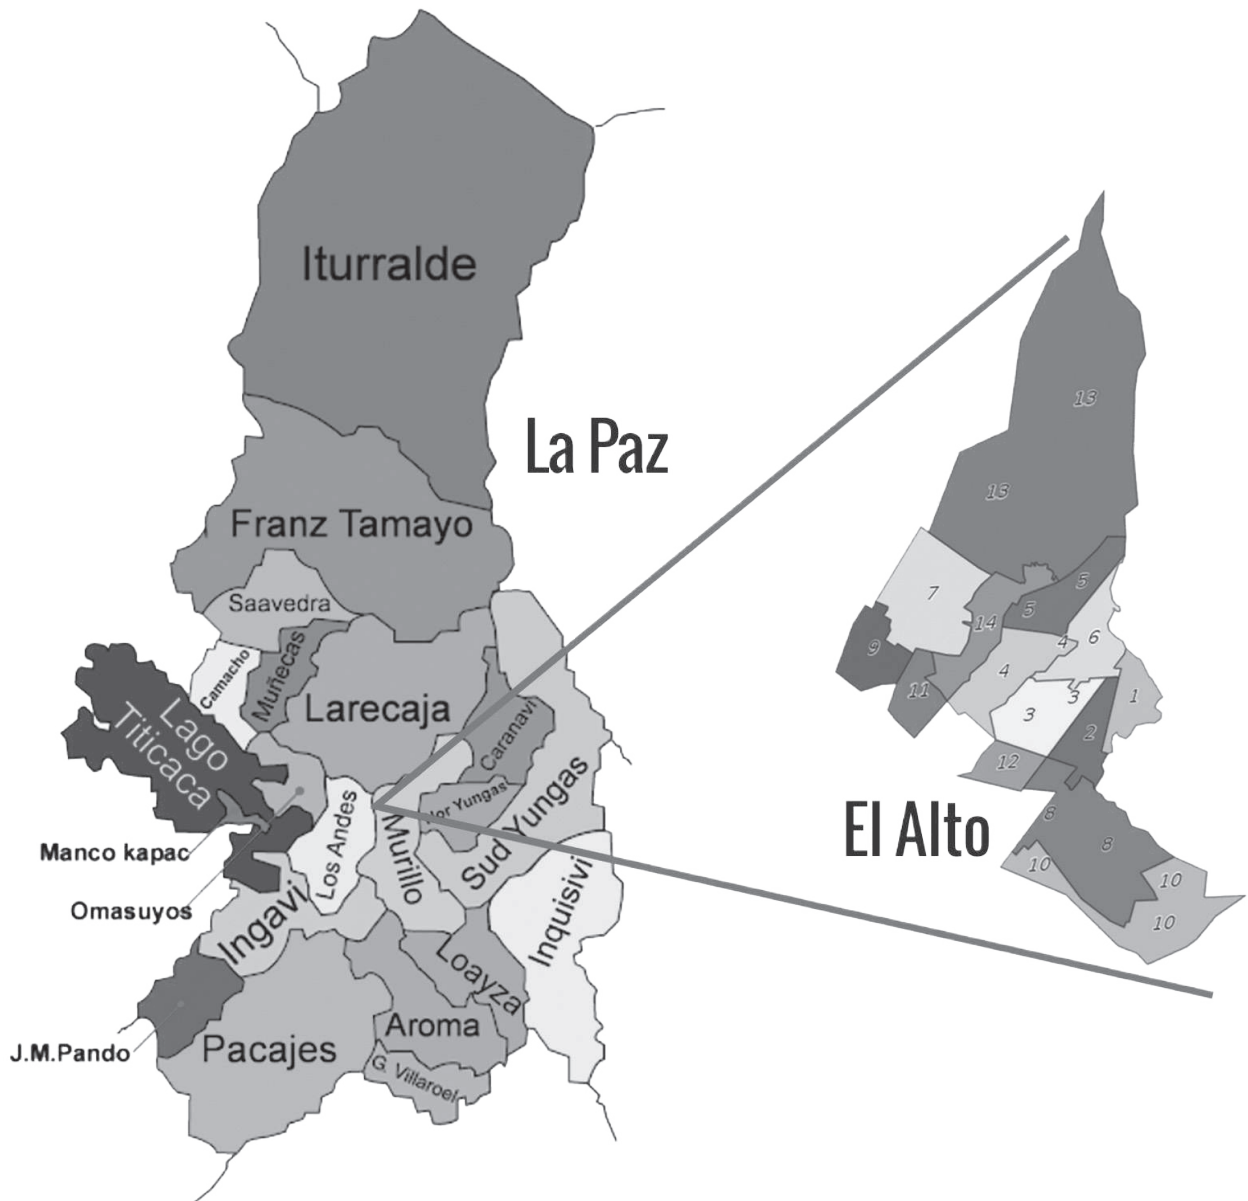 Iturralde
La Paz
Franz Tamayo
Saavedra
Camacho
Muñecas
Larecaja
Caranavi
Lago
Titicaca
Los Andes
Murillo
Nor Yungas
Sud Yungas
Manco kapac
Omasuyos
Ingavi
Inquisivi
Loayza
J.M.Pando
Pacajes
Aroma
G. Villaroel
El Alto
13
13
7
5
5
14
9
4
4
6
11
3
3
1
2
12
8
8
10
10
10